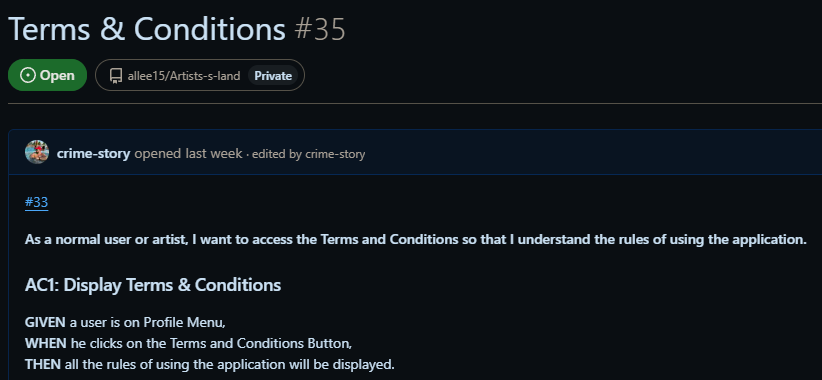 Terms & Conditions #35
Open allee15/Artists-s-land Private
crime-story opened last week · edited by crime-story
#33
As a normal user or artist, I want to access the Terms and Conditions so that I understand the rules of using the application.
AC1: Display Terms & Conditions
GIVEN a user is on Profile Menu,
WHEN he clicks on the Terms and Conditions Button,
THEN all the rules of using the application will be displayed.